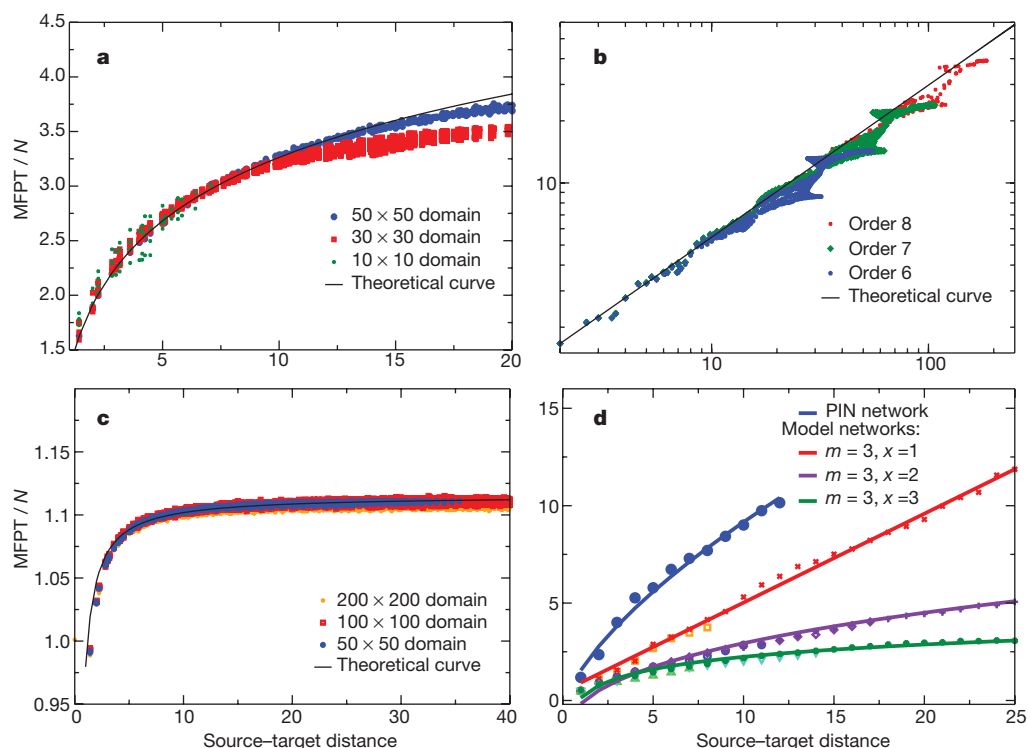 a
MFPT / N
4.5
4.0
3.5
3.0
2.5
2.0
1.5
5
10
15
20
50 × 50 domain
30 × 30 domain
10 × 10 domain
Theoretical curve
b
MFPT / N
10
10
100
Order 8
Order 7
Order 6
Theoretical curve
c
MFPT / N
1.15
1.10
1.05
1.0
0.95
0
10
20
30
40
200 × 200 domain
100 × 100 domain
50 × 50 domain
Theoretical curve
Source–target distance
d
15
10
5
0
0
5
10
15
20
25
PIN network
Model networks:
m = 3, x =1
m = 3, x =2
m = 3, x =3
Source–target distance